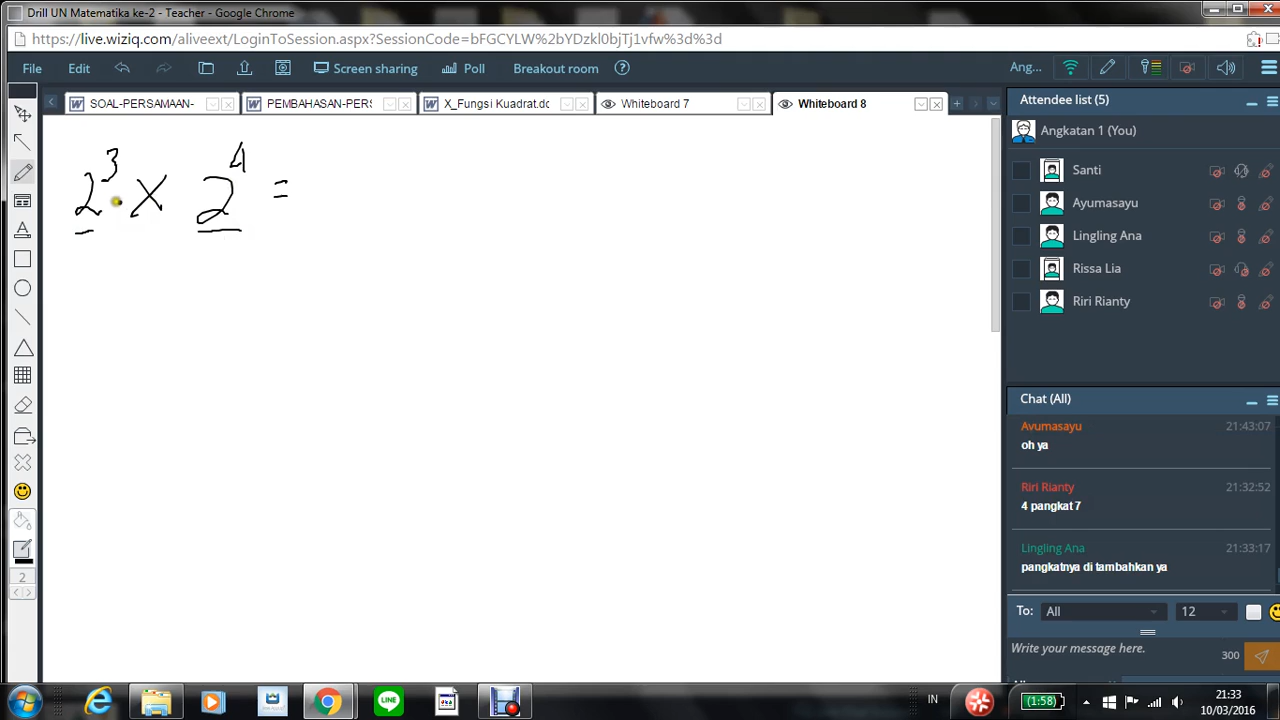 Drill UN Matematika ke-2 - Teacher - Google Chrome
https://live.wiziq.com/aliveext/LoginToSession.aspx?SessionCode=bFGCYLW%2bYDzkl0bjTj1vfw%3d%3d
File Edit Screen sharing Poll Breakout room ? Ang...
SOAL-PERSAMAAN- PEMBAHASAN-PERS X_Fungsi Kuadrat.dc Whiteboard 7 Whiteboard 8
2³ x 2⁴ =
Attendee list (5)
Angkatan 1 (You)
Santi
Ayumasayu
Lingling Ana
Rissa Lia
Riri Rianty
Chat (All)
Ayumasayu 21:43:07
oh ya
Riri Rianty 21:32:52
4 pangkat 7
Lingling Ana 21:33:17
pangkatnya di tambahkan ya
To: All 12
Write your message here. 300
2
LINE
IN (1:58) 21:33
10/03/2016